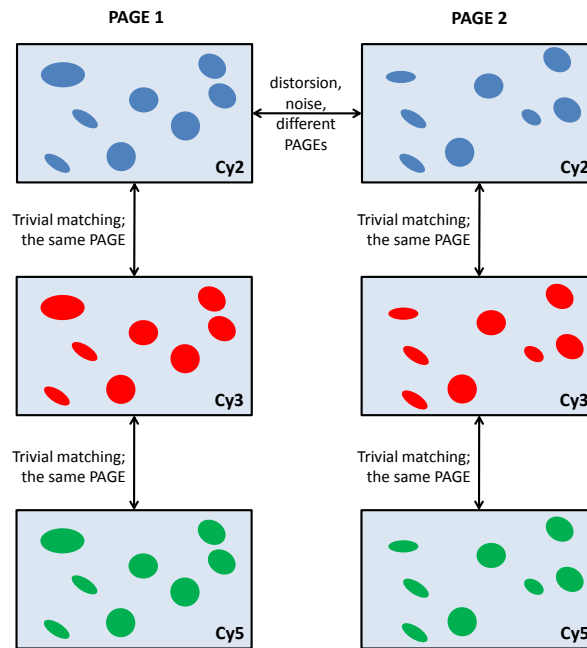 PAGE 1
PAGE 2
distorsion,
noise,
different
PAGEs
Cy2
Cy2
Trivial matching;
the same PAGE
Trivial matching;
the same PAGE
Cy3
Cy3
Trivial matching;
the same PAGE
Trivial matching;
the same PAGE
Cy5
Cy5